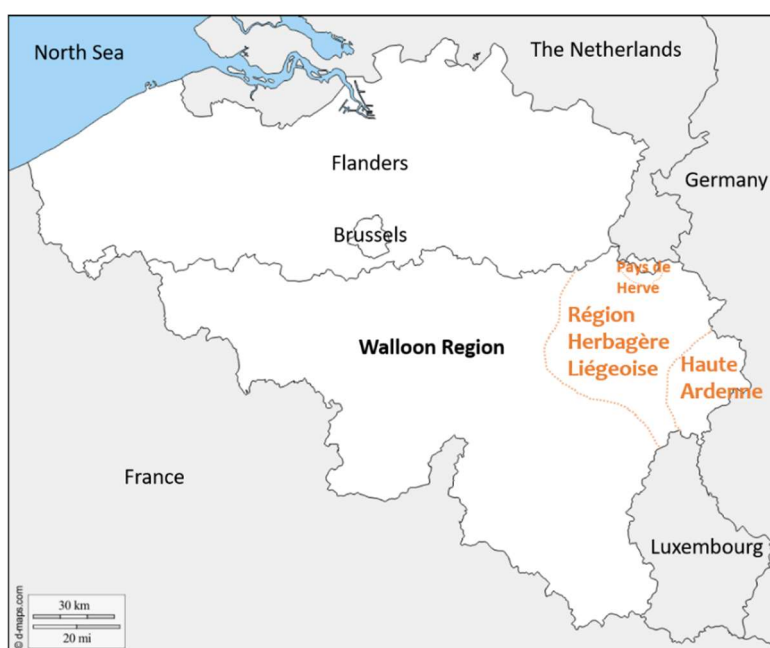 North Sea
The Netherlands
Flanders
Germany
Brussels
Pays de
Herve
Région
Herbagère
Liégeoise
Walloon Region
Haute
Ardenne
France
Luxembourg
30 km
20 mi
© d-maps.com